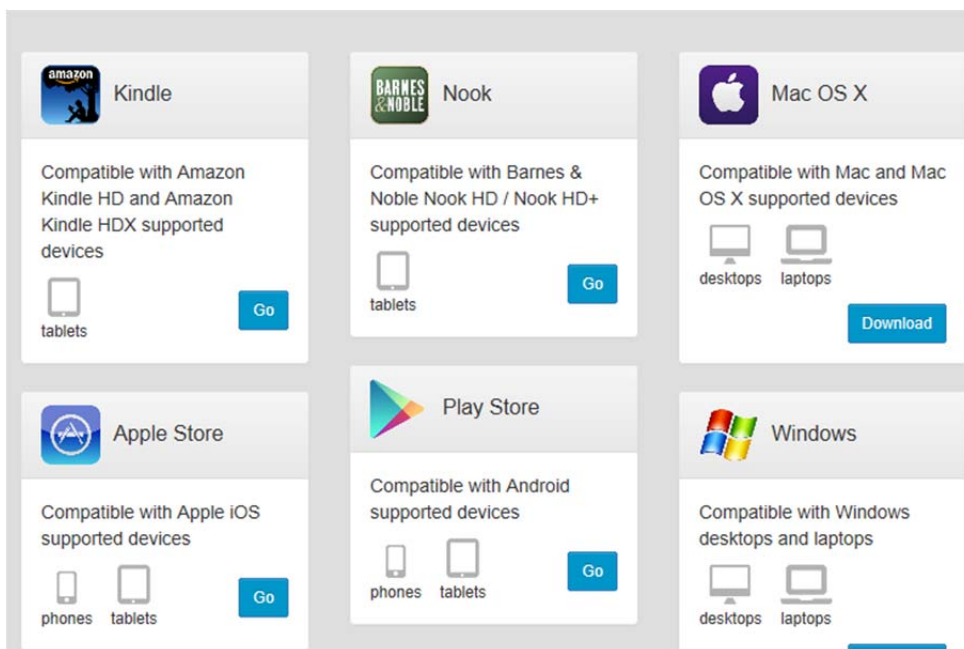 amazon
Kindle
Compatible with Amazon
Kindle HD and Amazon
Kindle HDX supported
devices
tablets
Go
BARNES
&NOBLE
Nook
Compatible with Barnes &
Noble Nook HD / Nook HD+
supported devices
tablets
Go
Mac OS X
Compatible with Mac and Mac
OS X supported devices
desktops laptops
Download
Apple Store
Compatible with Apple iOS
supported devices
phones tablets
Go
Play Store
Compatible with Android
supported devices
phones tablets
Go
Windows
Compatible with Windows
desktops and laptops
desktops laptops